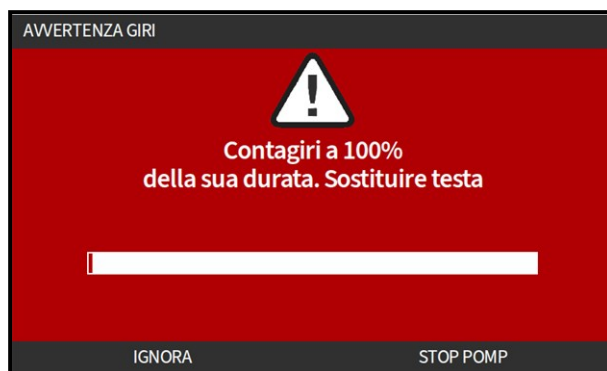 AVVERTENZA GIRI
Contagiri a 100%
della sua durata. Sostituire testa
IGNORA
STOP POMP